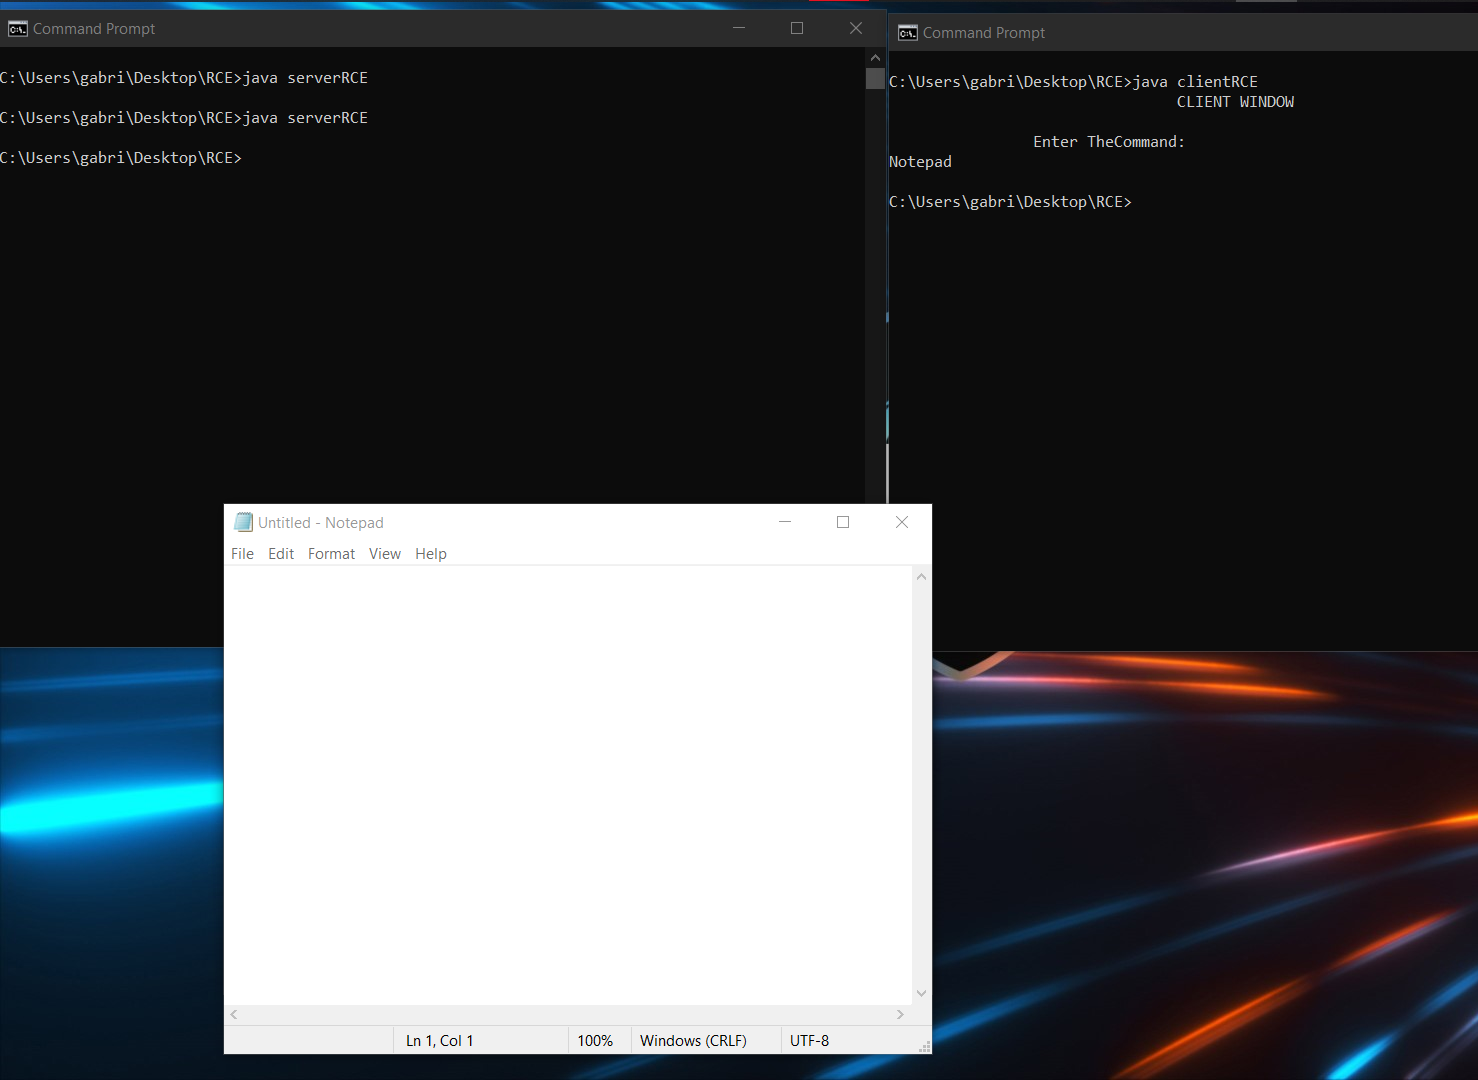 Command Prompt
C:\Users\gabri\Desktop\RCE>java serverRCE
C:\Users\gabri\Desktop\RCE>java serverRCE
C:\Users\gabri\Desktop\RCE>
Command Prompt
C:\Users\gabri\Desktop\RCE>java clientRCE
CLIENT WINDOW
Enter TheCommand:
Notepad
C:\Users\gabri\Desktop\RCE>
Untitled - Notepad
File Edit Format View Help
Ln 1, Col 1 100% Windows (CRLF) UTF-8